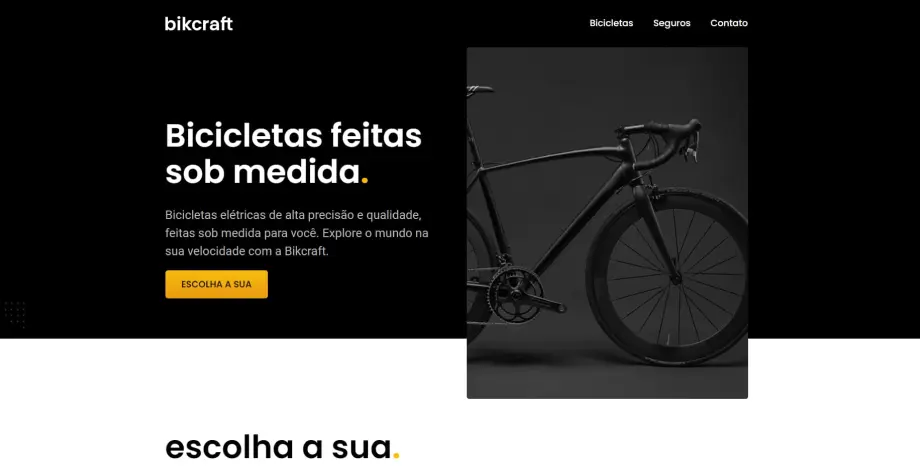 bikcraft
Bicicletas Seguros Contato
Bicicletas feitas
sob medida.
Bicicletas elétricas de alta precisão e qualidade,
feitas sob medida para você. Explore o mundo na
sua velocidade com a Bikcraft.
ESCOLHA A SUA
escolha a sua.